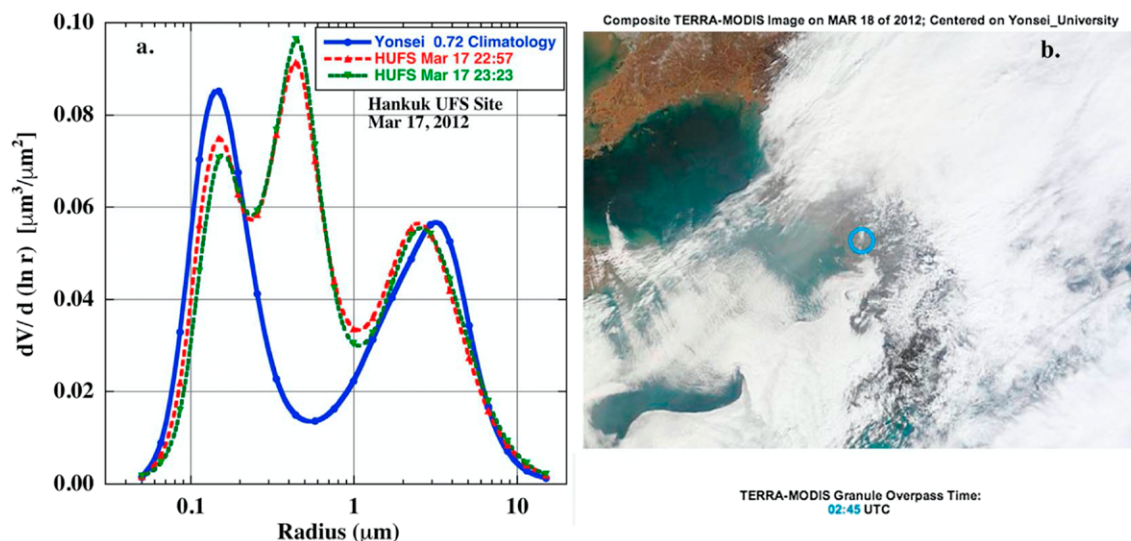 a.
Yonsei 0.72 Climatology
HUFS Mar 17 22:57
HUFS Mar 17 23:23
Hankuk UFS Site
Mar 17, 2012
dV/ d (ln r) [μm³/μm²]
0.10
0.08
0.06
0.04
0.02
0.00
0.1
1
10
Radius (μm)
Composite TERRA-MODIS Image on MAR 18 of 2012; Centered on Yonsei_University
b.
TERRA-MODIS Granule Overpass Time:
02:45 UTC